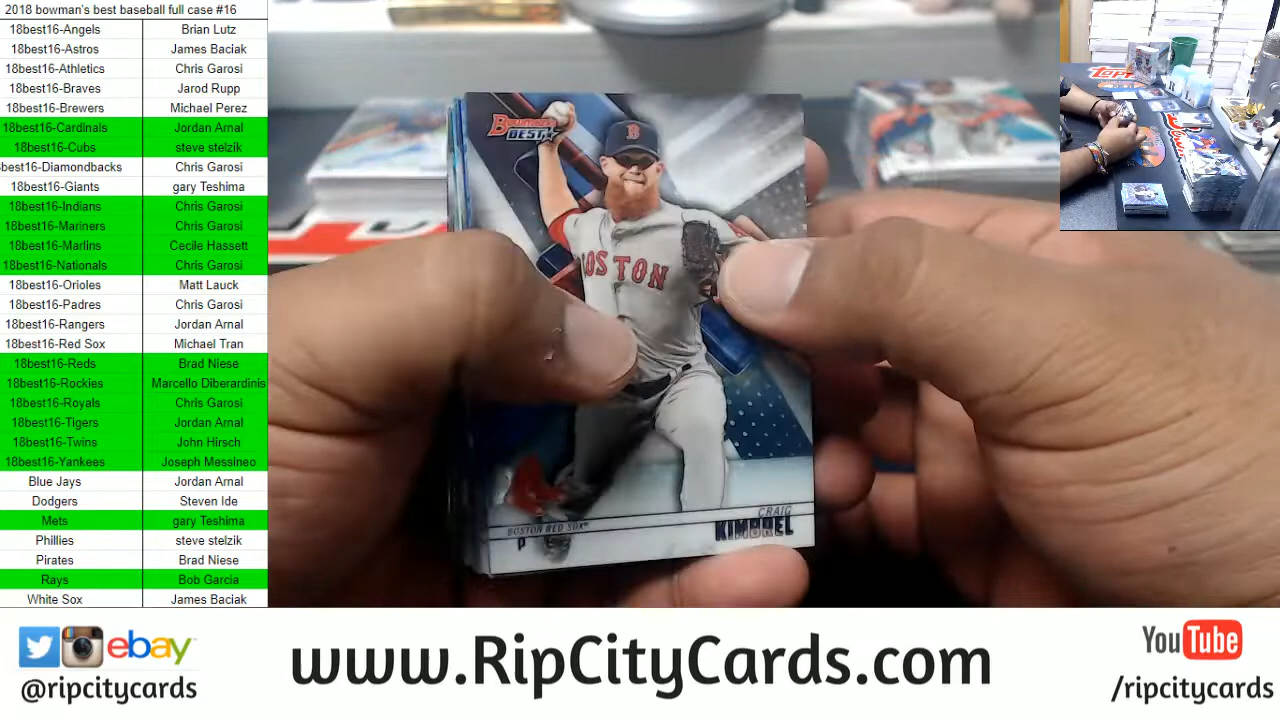 2018 bowman's best baseball full case #16
18best16-Angels Brian Lutz
18best16-Astros James Baciak
18best16-Athletics Chris Garosi
18best16-Braves Jarod Rupp
18best16-Brewers Michael Perez
18best16-Cardinals Jordan Arnal
18best16-Cubs steve stelzik
best16-Diamondbacks Chris Garosi
18best16-Giants gary Teshima
18best16-Indians Chris Garosi
18best16-Mariners Chris Garosi
18best16-Marlins Cecile Hassett
18best16-Nationals Chris Garosi
18best16-Orioles Matt Lauck
18best16-Padres Chris Garosi
18best16-Rangers Jordan Arnal
18best16-Red Sox Michael Tran
18best16-Reds Brad Niese
18best16-Rockies Marcello Diberardinis
18best16-Royals Chris Garosi
18best16-Tigers Jordan Arnal
18best16-Twins John Hirsch
18best16-Yankees Joseph Messineo
Blue Jays Jordan Arnal
Dodgers Steven Ide
Mets gary Teshima
Phillies steve stelzik
Pirates Brad Niese
Rays Bob Garcia
White Sox James Baciak
BOWMAN'S
BEST
B
BOSTON
CRAIG
KIMBREL
BOSTON RED SOX
P
TOPPS
ebay
@ripcitycards
www.RipCityCards.com
YouTube
/ripcitycards